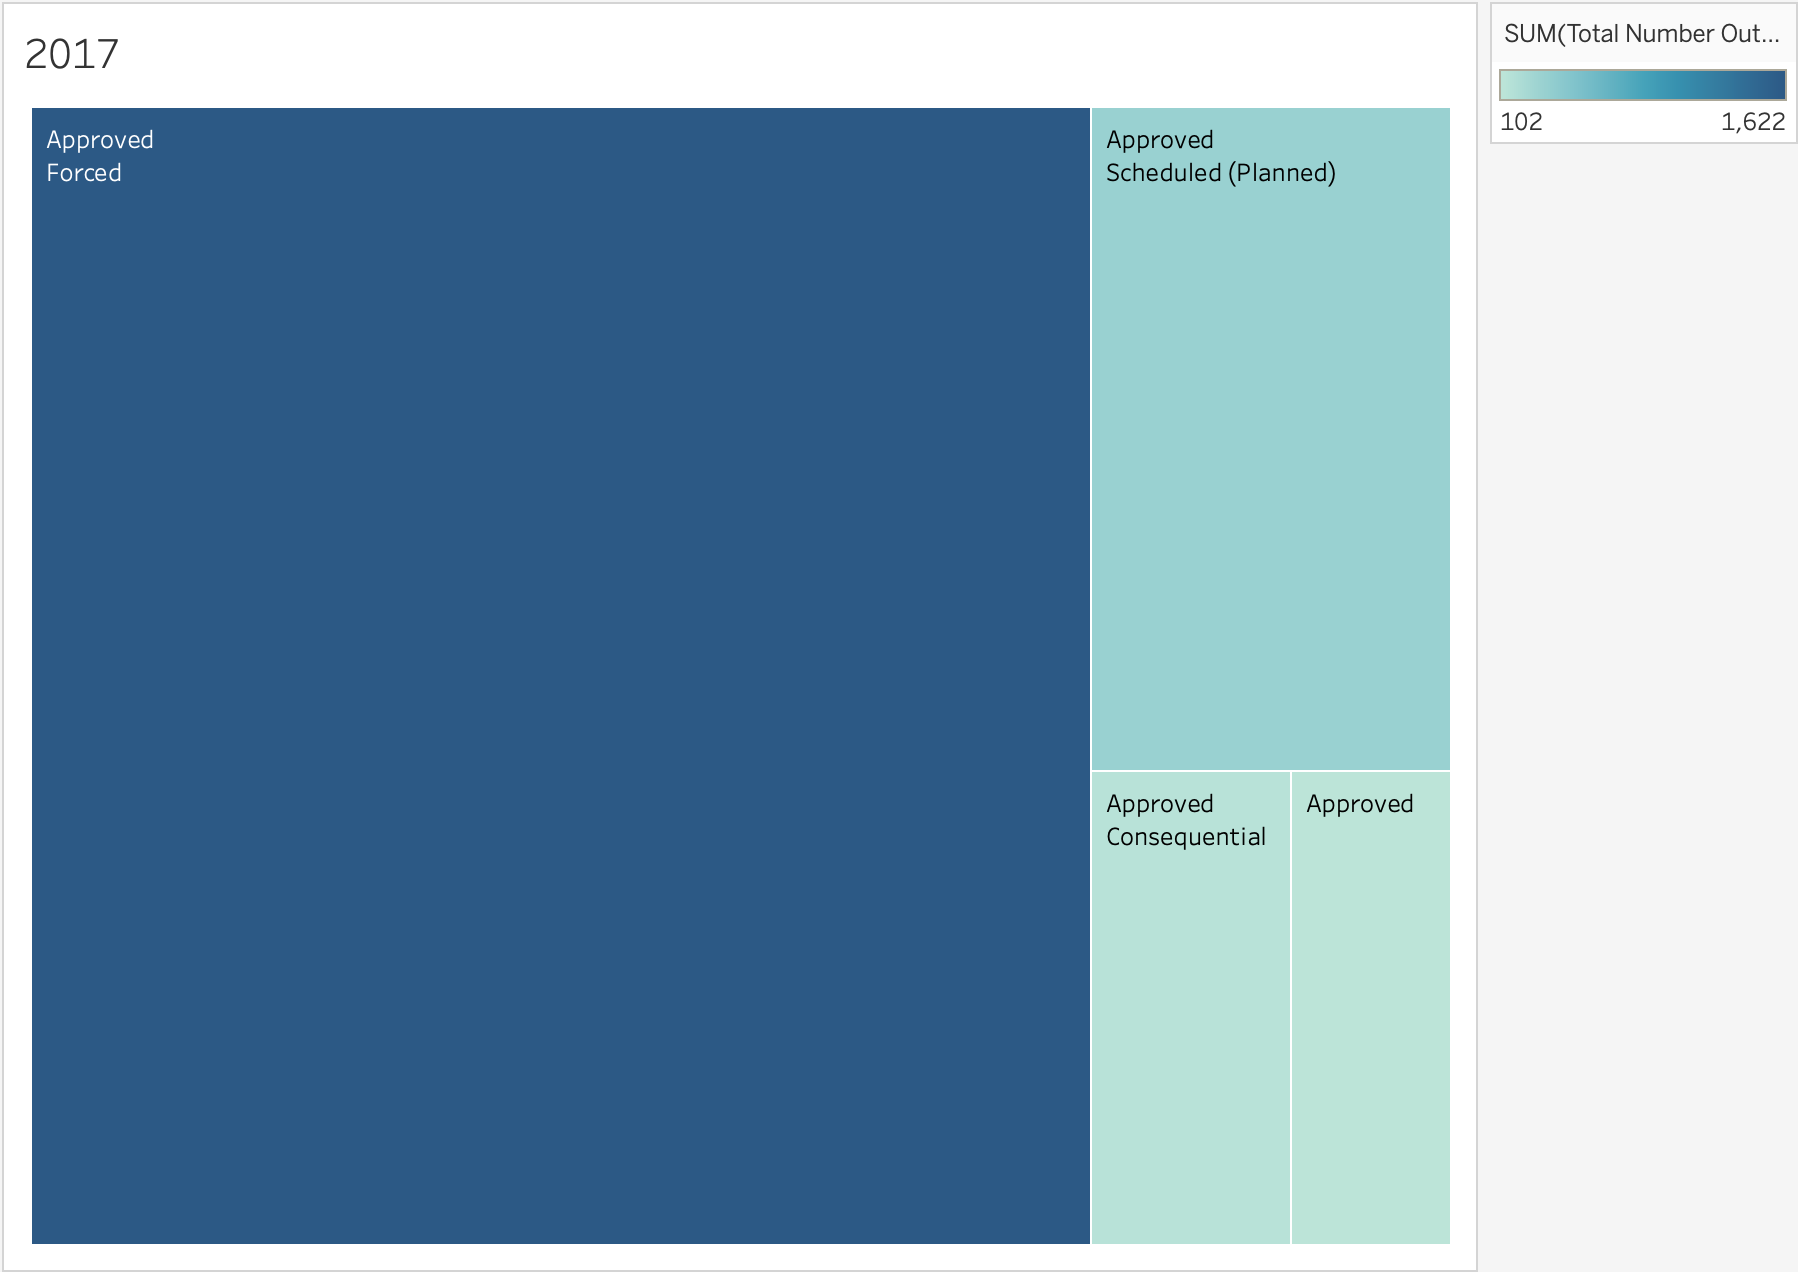 2017
SUM(Total Number Out...
102 1,622
Approved
Forced
Approved
Scheduled (Planned)
Approved
Consequential
Approved